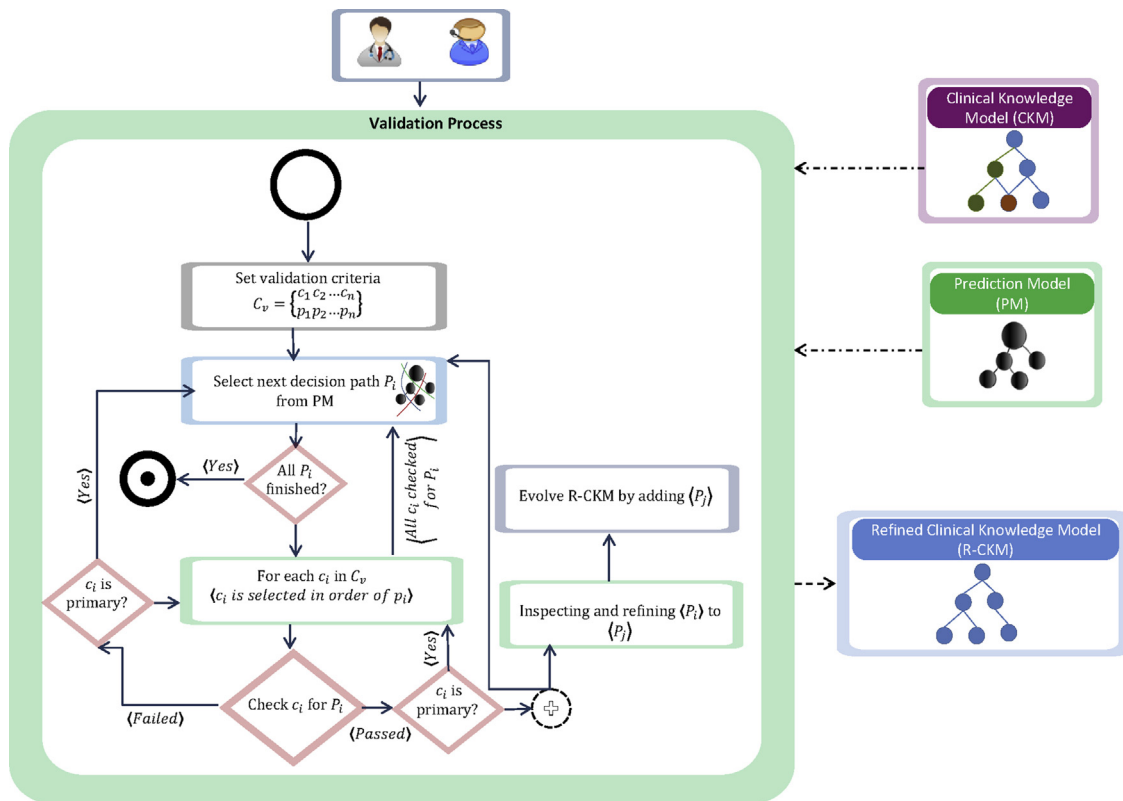 Validation Process
Clinical Knowledge
Model (CKM)
Set validation criteria
C_v = {c_1 c_2 … c_n
p_1 p_2 … p_n}
Prediction Model
(PM)
Select next decision path P_i
from PM
⟨Yes⟩
⟨Yes⟩
All P_i
finished?
⟨All c_i checked
for P_i⟩
Evolve R-CKM by adding ⟨P_j⟩
Refined Clinical Knowledge Model
(R-CKM)
For each c_i in C_v
⟨c_i is selected in order of p_i⟩
c_i is
primary?
Inspecting and refining ⟨P_i⟩ to
⟨P_j⟩
⟨Yes⟩
Check c_i for P_i
c_i is
primary?
⟨Failed⟩
⟨Passed⟩